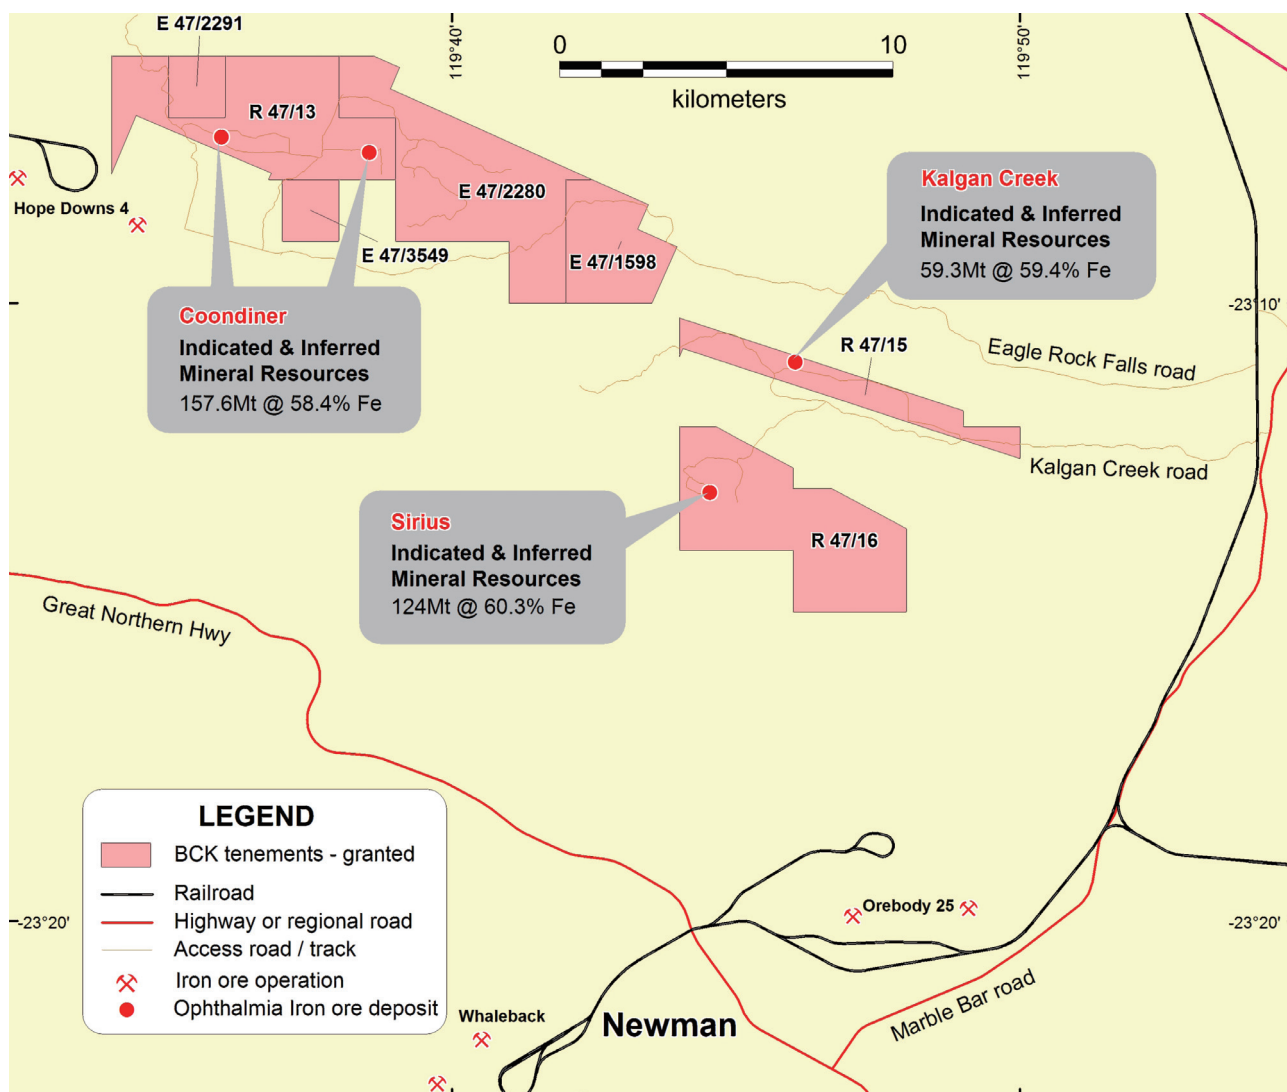 E 47/2291
119°40'
0
10
kilometers
119°50'
R 47/13
Hope Downs 4
E 47/2280
E 47/3549
E 47/1598
Kalgan Creek
Indicated & Inferred
Mineral Resources
59.3Mt @ 59.4% Fe
-23°10'
Coondiner
Indicated & Inferred
Mineral Resources
157.6Mt @ 58.4% Fe
R 47/15
Eagle Rock Falls road
Kalgan Creek road
Sirius
Indicated & Inferred
Mineral Resources
124Mt @ 60.3% Fe
R 47/16
Great Northern Hwy
LEGEND
BCK tenements - granted
Railroad
Highway or regional road
Access road / track
Iron ore operation
Ophthalmia Iron ore deposit
-23°20'
Orebody 25
-23°20'
Marble Bar road
Whaleback
Newman